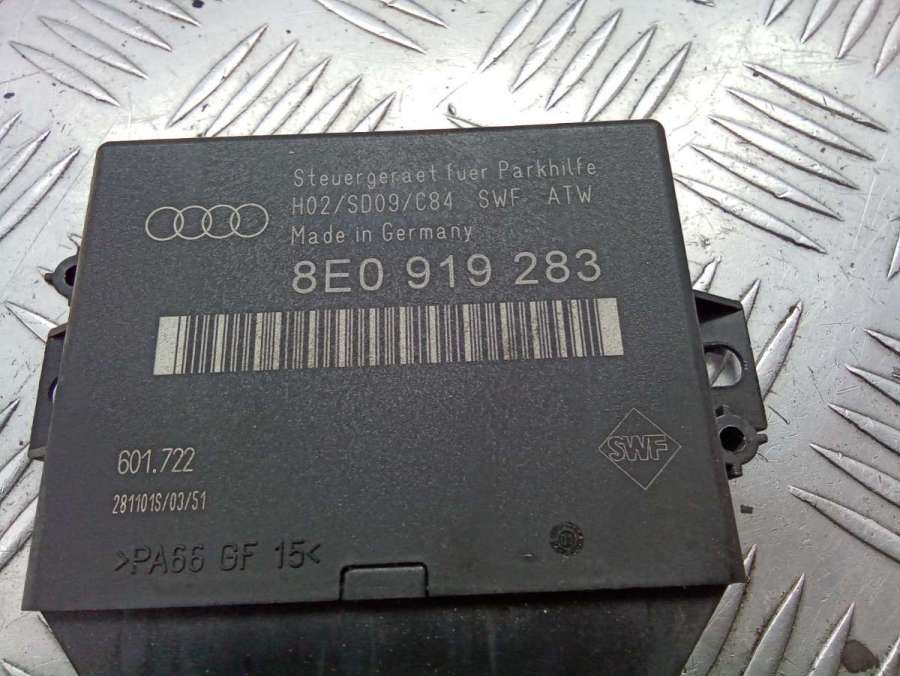 Steuergeraet fuer Parkhilfe
H02/SD09/C84 SWF ATW
Made in Germany
8E0 919 283
601.722
SWF
281101S/03/51
>PA66 GF 15<